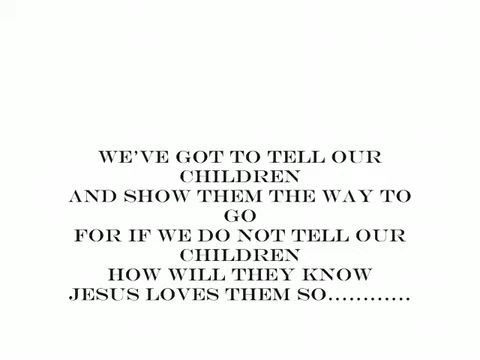 WE'VE GOT TO TELL OUR
CHILDREN
AND SHOW THEM THE WAY TO
GO
FOR IF WE DO NOT TELL OUR
CHILDREN
HOW WILL THEY KNOW
JESUS LOVES THEM SO............